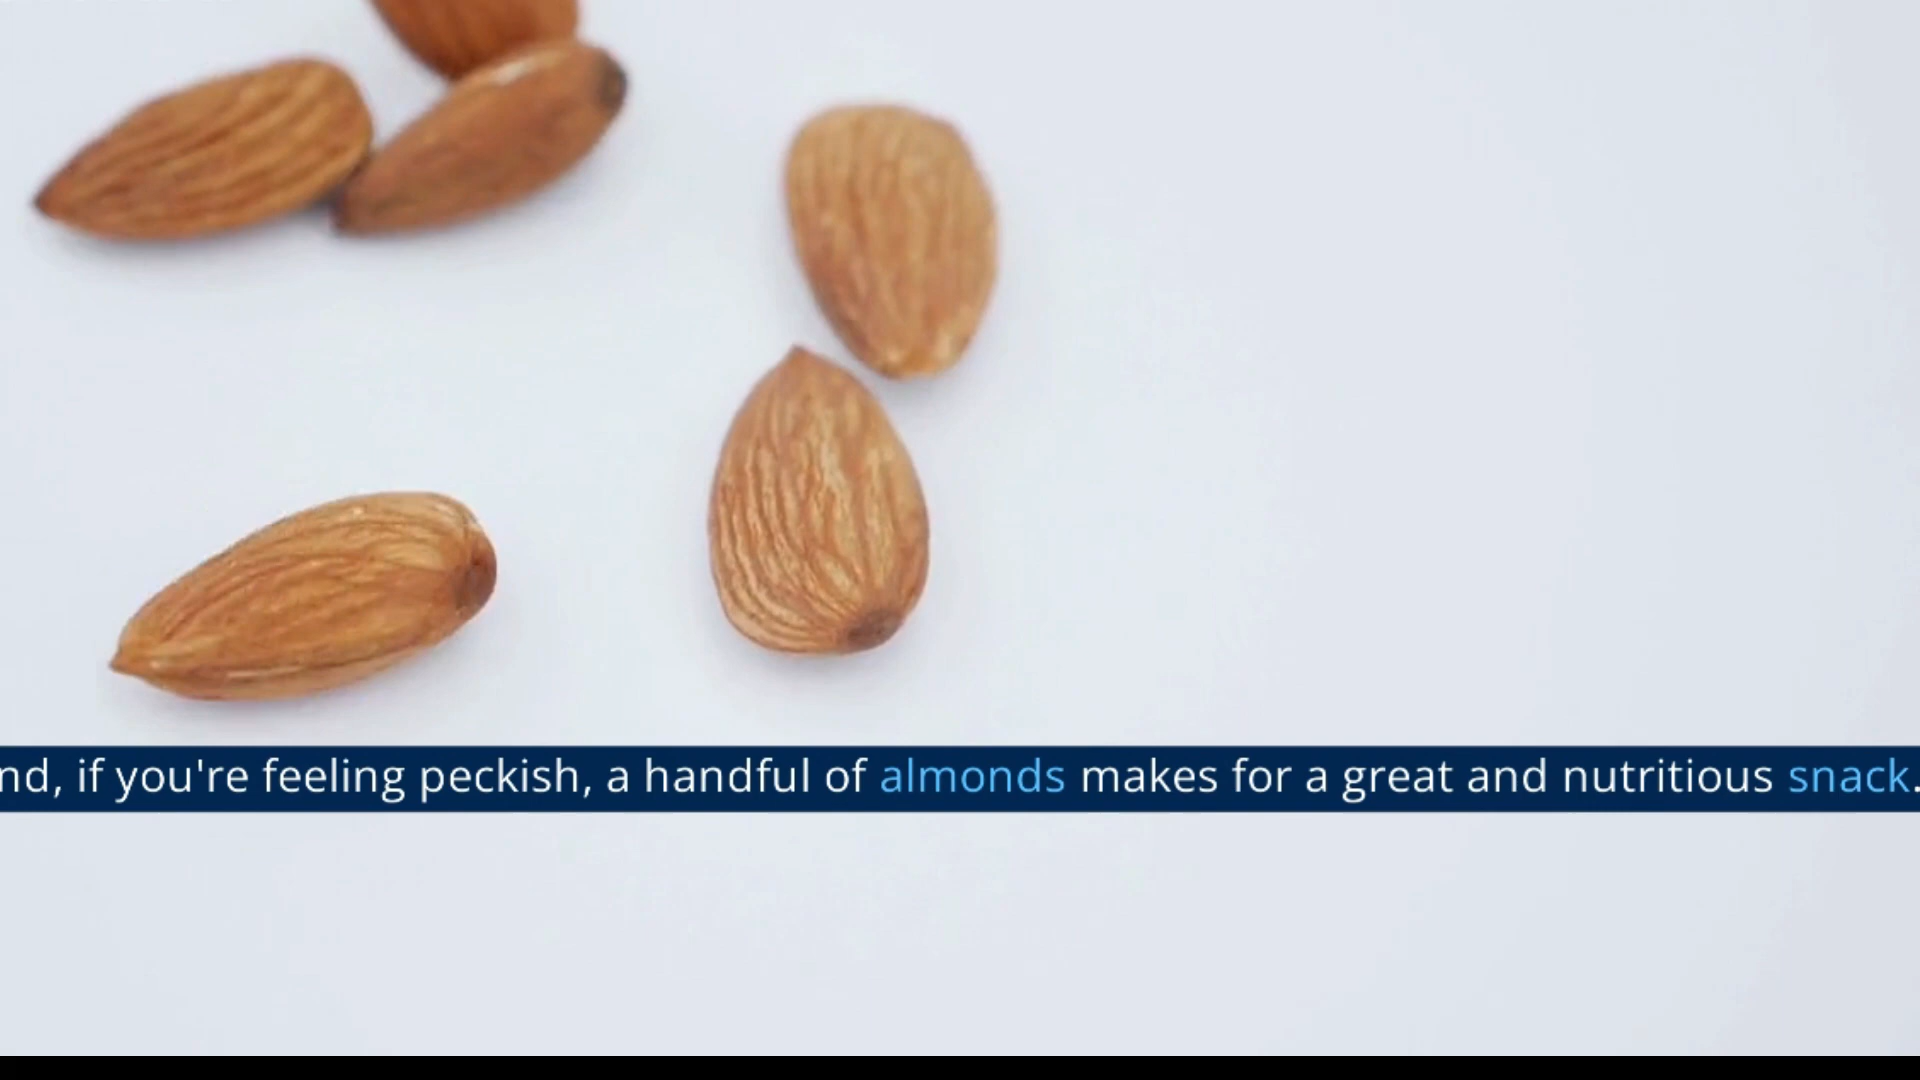 nd, if you're feeling peckish, a handful of almonds makes for a great and nutritious snack.